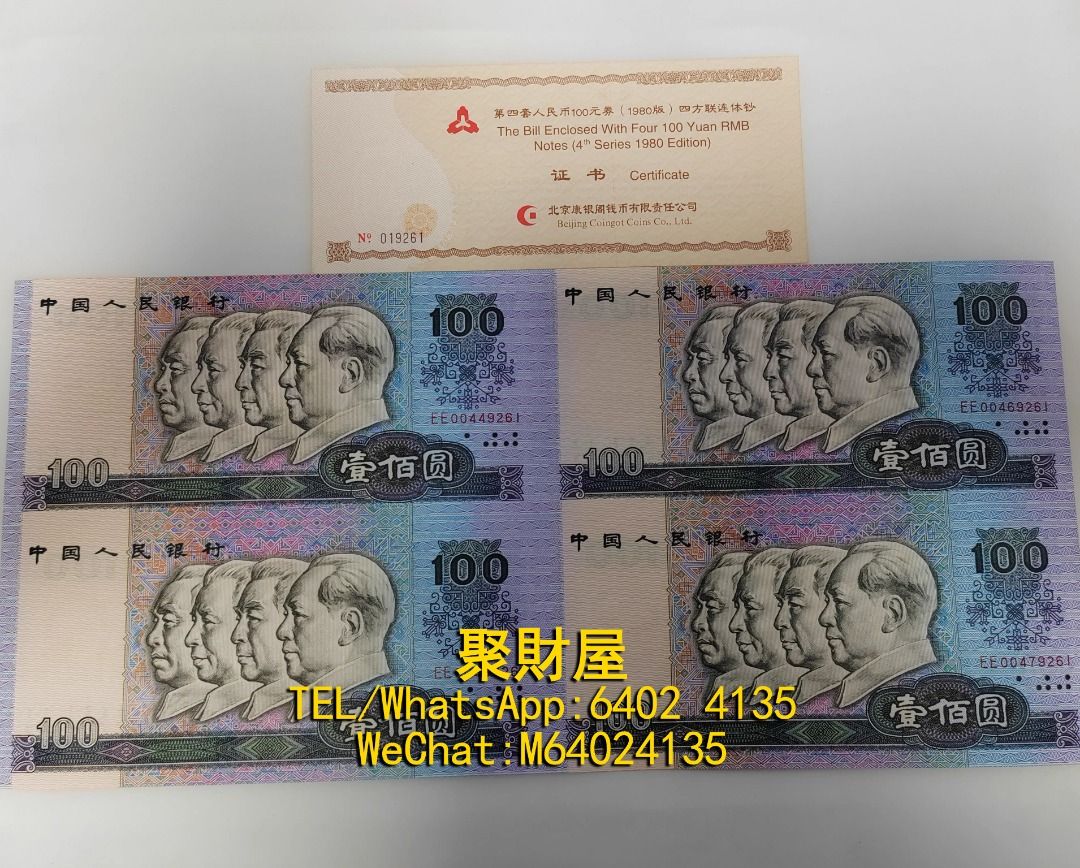 第四套人民币100元券(1980版)四方联连体钞
The Bill Enclosed With Four 100 Yuan RMB
Notes (4th Series 1980 Edition)
证书 Certificate
北京康银阁钱币有限责任公司
Beijing Coingot Coins Co., Ltd.
Nº 019261
中国人民银行
100
EE00449261
100
壹佰圆
中国人民银行
100
EE00469261
100
壹佰圆
中国人民银行
100
100
壹佰圆
中国人民银行
100
EE00479261
100
壹佰圆
聚財屋
TEL/WhatsApp:6402 4135
WeChat:M64024135